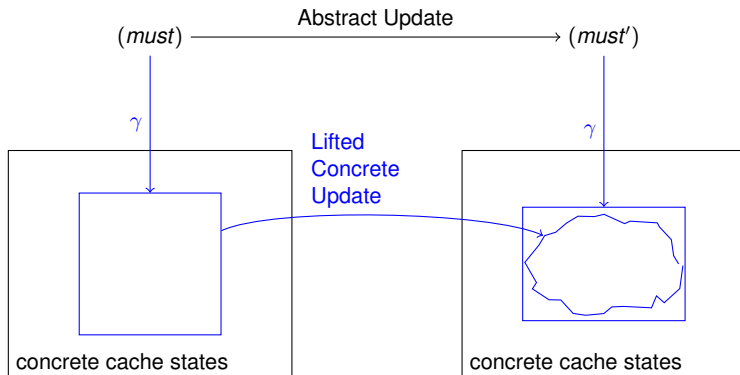 Abstract Update
(must)
(must′)
γ
γ
Lifted
Concrete
Update
concrete cache states
concrete cache states